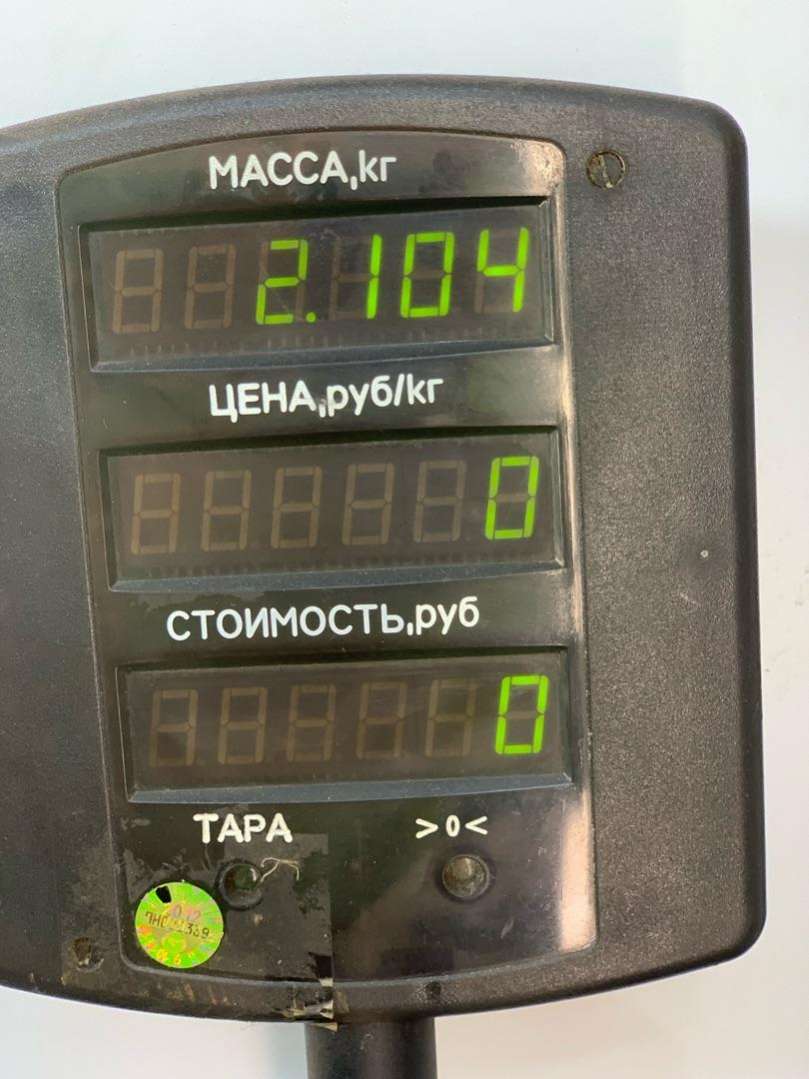 МАССА,кг
2.104
ЦЕНА,руб/кг
0
СТОИМОСТЬ,руб
0
ТАРА >0<